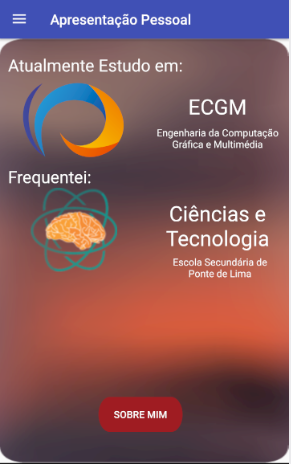 Apresentação Pessoal
Atualmente Estudo em:
ECGM
Engenharia da Computação
Gráfica e Multimédia
Frequentei:
Ciências e
Tecnologia
Escola Secundária de
Ponte de Lima
SOBRE MIM